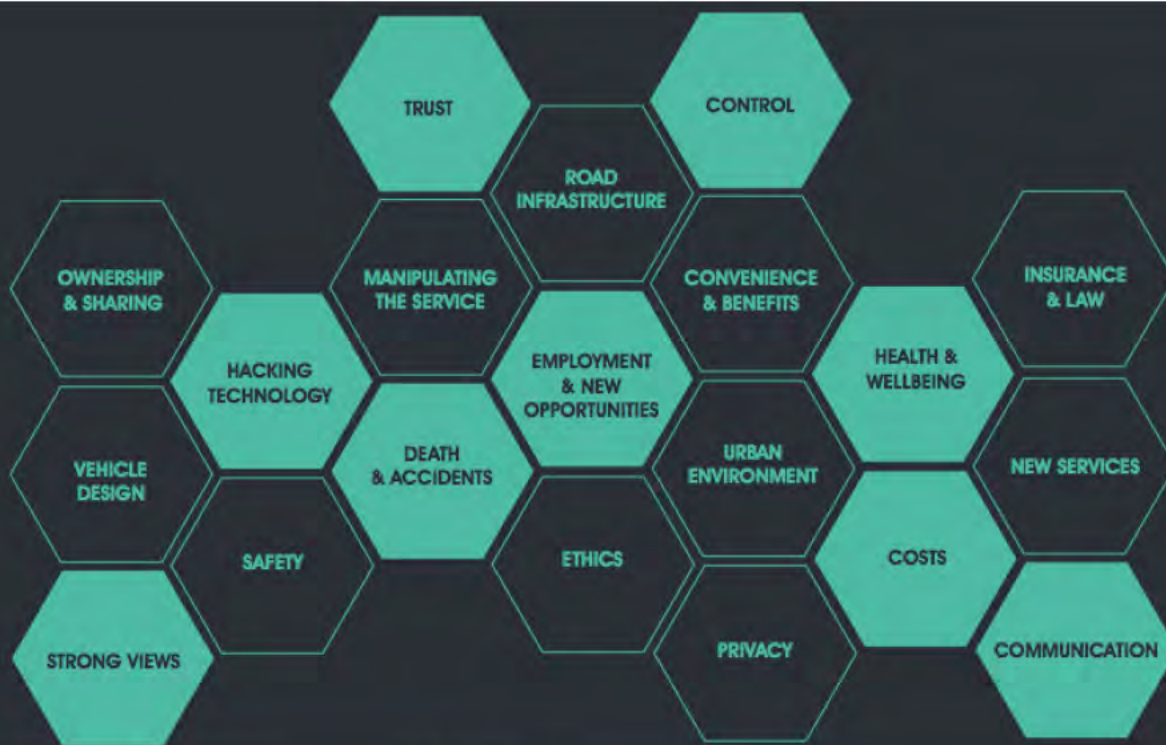 TRUST
CONTROL
ROAD
INFRASTRUCTURE
OWNERSHIP
& SHARING
MANIPULATING
THE SERVICE
CONVENIENCE
& BENEFITS
INSURANCE
& LAW
HACKING
TECHNOLOGY
EMPLOYMENT
& NEW
OPPORTUNITIES
HEALTH &
WELLBEING
VEHICLE
DESIGN
DEATH
& ACCIDENTS
URBAN
ENVIRONMENT
NEW SERVICES
SAFETY
ETHICS
COSTS
STRONG VIEWS
PRIVACY
COMMUNICATION